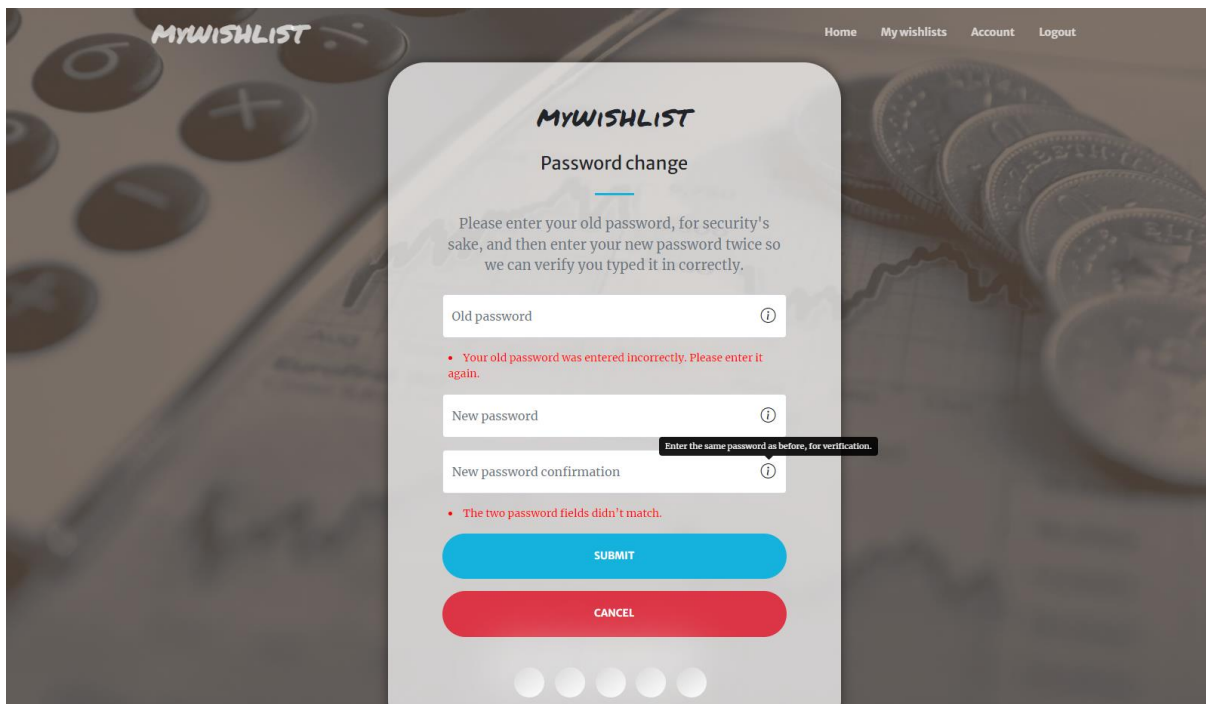 MyWishList
Home My wishlists Account Logout
MyWishList
Password change
Please enter your old password, for security's
sake, and then enter your new password twice so
we can verify you typed it in correctly.
Old password
• Your old password was entered incorrectly. Please enter it
again.
New password
Enter the same password as before, for verification.
New password confirmation
• The two password fields didn't match.
SUBMIT
CANCEL